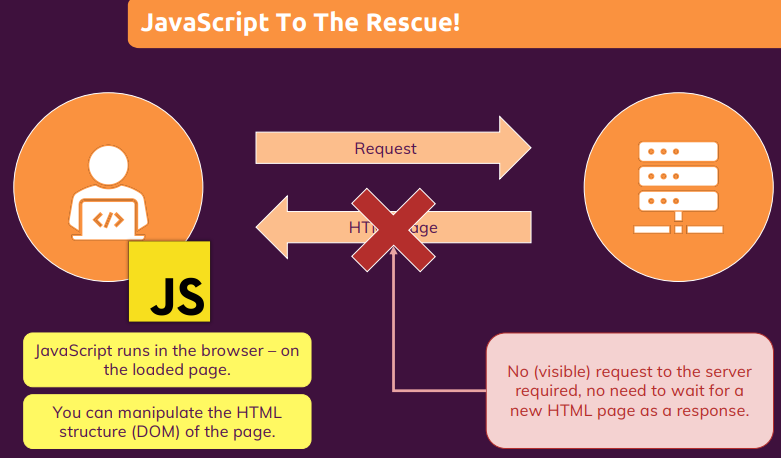 JavaScript To The Rescue!
Request
HT age
</>
JS
JavaScript runs in the browser – on
the loaded page.
You can manipulate the HTML
structure (DOM) of the page.
No (visible) request to the server
required, no need to wait for a
new HTML page as a response.